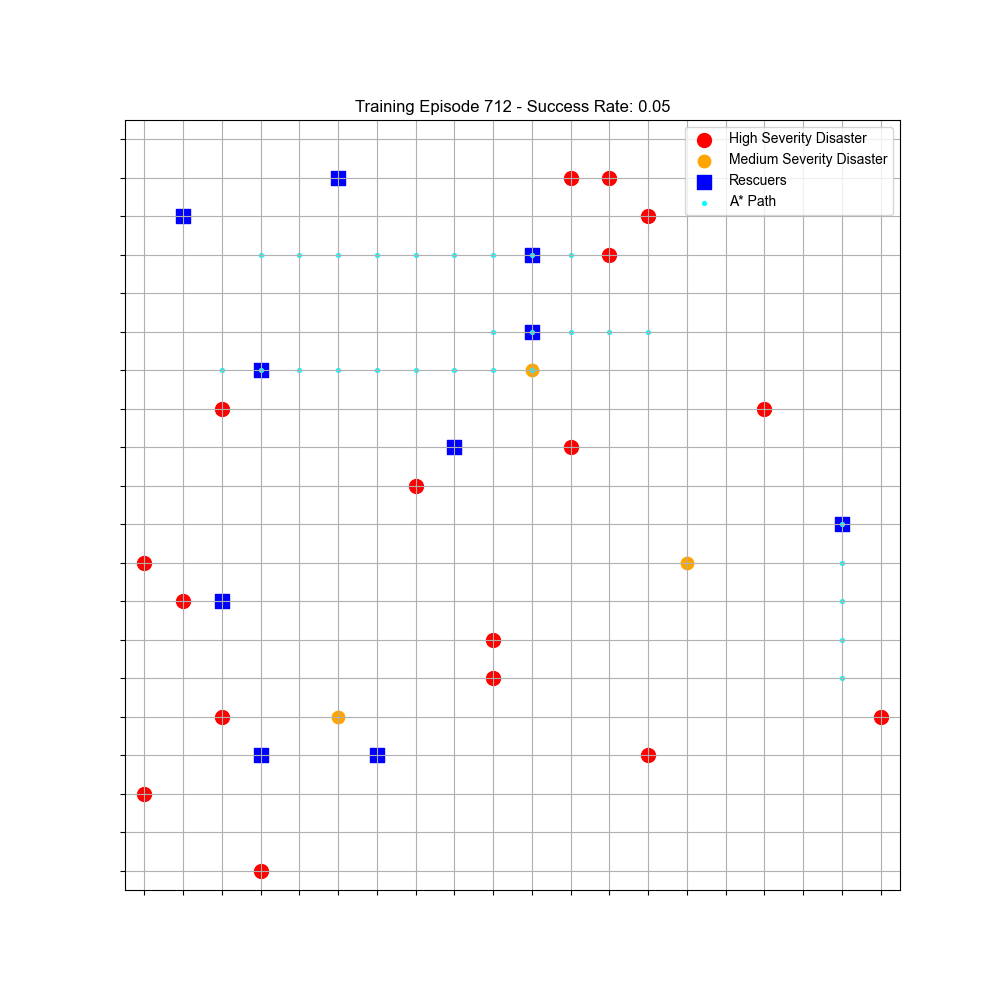 Training Episode 712 - Success Rate: 0.05
High Severity Disaster
Medium Severity Disaster
Rescuers
A* Path